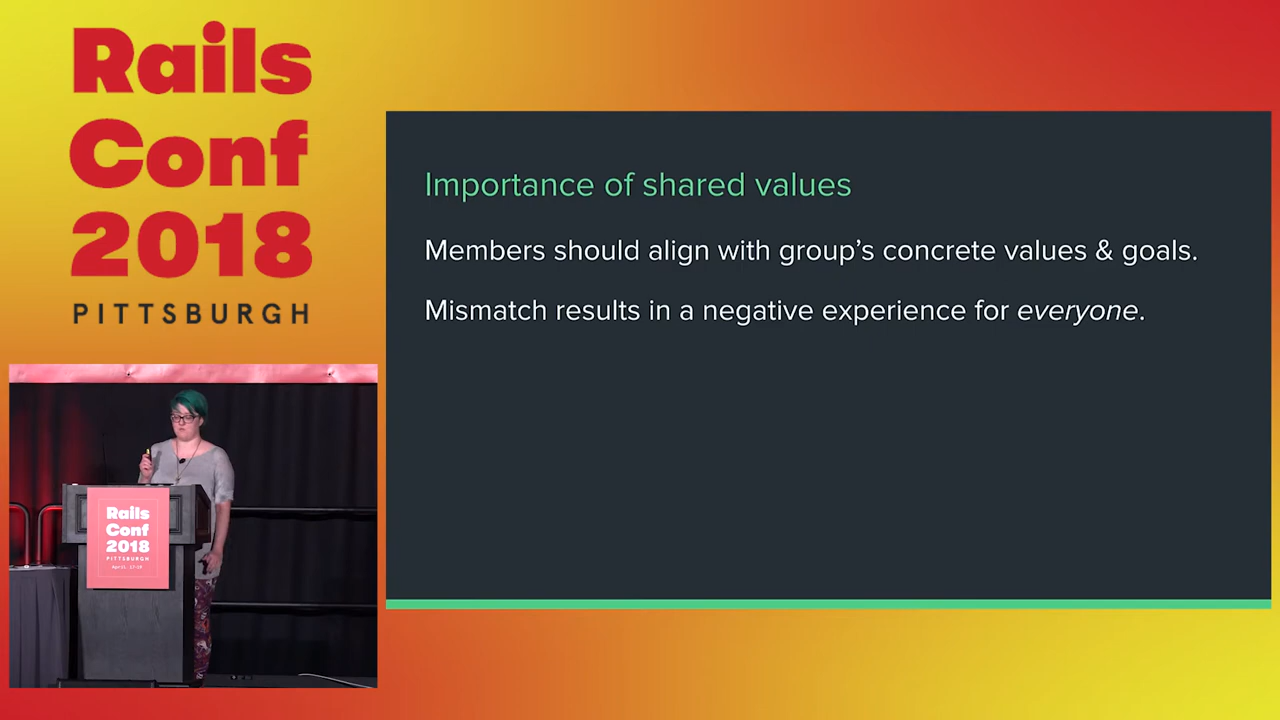 Rails
Conf
2018
PITTSBURGH
Importance of shared values
Members should align with group’s concrete values & goals.
Mismatch results in a negative experience for everyone.
Rails
Conf
2018
PITTSBURGH